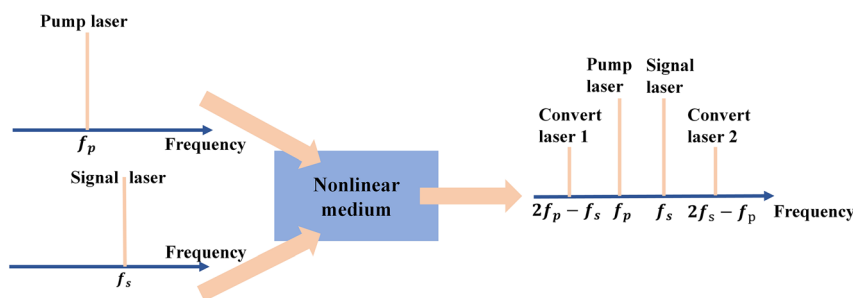 Pump laser
f_p
Frequency
Signal laser
Frequency
f_s
Nonlinear
medium
Pump
laser
Signal
laser
Convert
laser 1
Convert
laser 2
2f_p − f_s
f_p
f_s
2f_s − f_p
Frequency